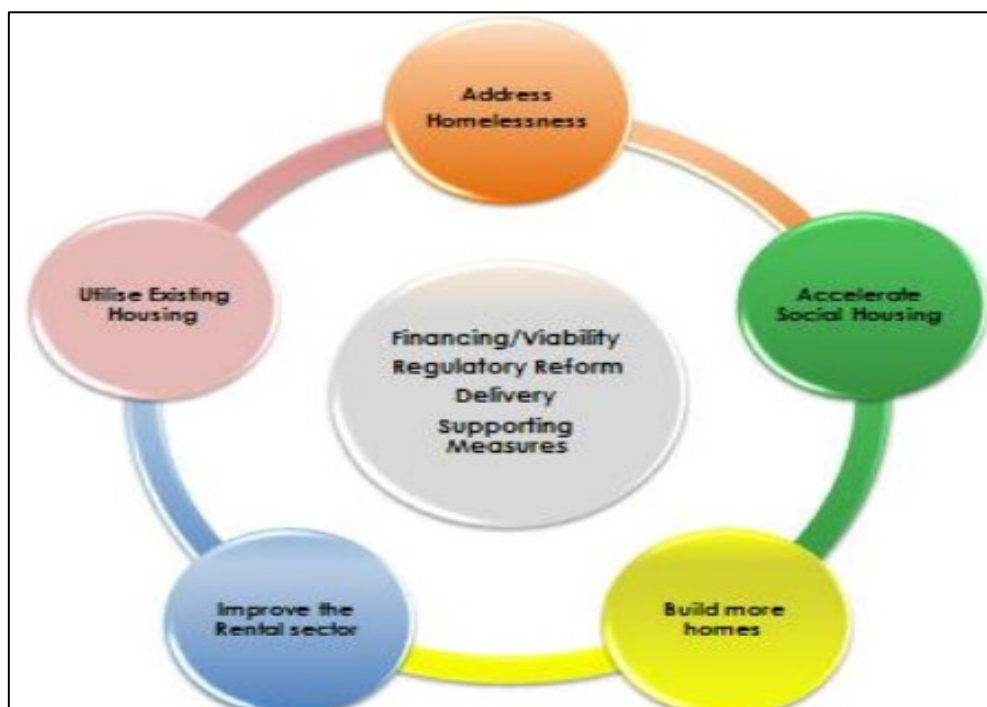 Address
Homelessness
Utilise Existing
Housing
Accelerate
Social Housing
Financing/Viability
Regulatory Reform
Delivery
Supporting
Measures
Improve the
Rental sector
Build more
homes